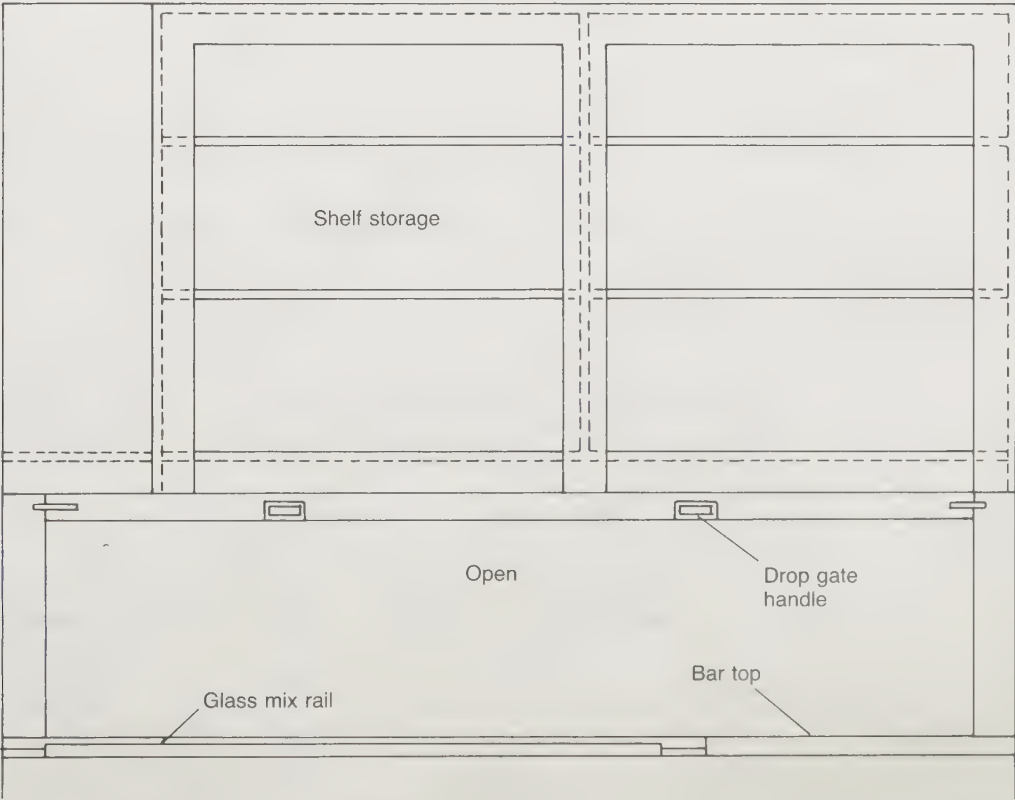 Shelf storage
Open
Drop gate
handle
Bar top
Glass mix rail